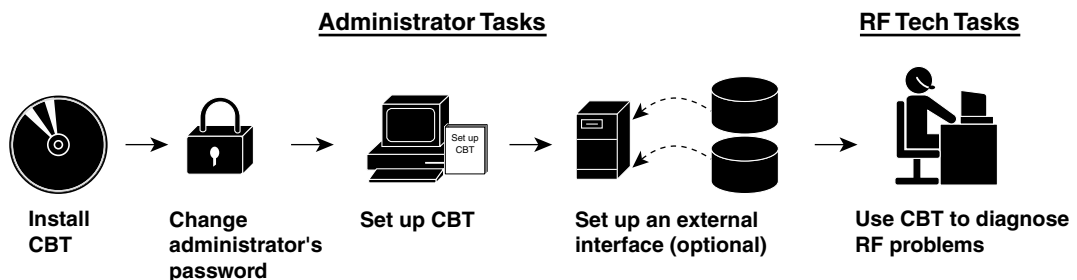 Administrator Tasks
RF Tech Tasks
Set up
CBT
Install
CBT
Change
administrator's
password
Set up CBT
Set up an external
interface (optional)
Use CBT to diagnose
RF problems